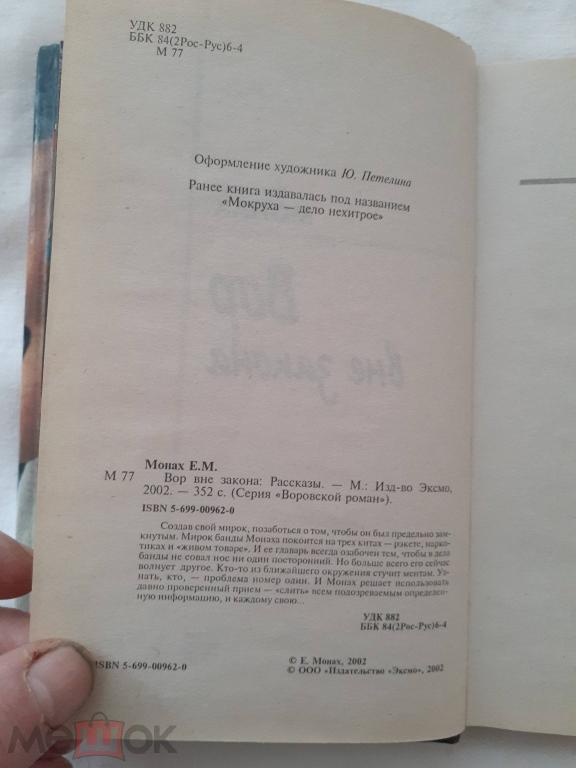 УДК 882
ББК 84(2Рос-Рус)6-4
М 77
Оформление художника Ю. Петелина
Ранее книга издавалась под названием
«Мокруха — дело нехитрое»
Вор
вне закона
Монах Е.М.
М 77 Вор вне закона: Рассказы. — М.: Изд-во Эксмо,
2002. — 352 с. (Серия «Воровской роман»).
ISBN 5-699-00962-0
Создав свой мирок, позаботься о том, чтобы он был предельно зам-
кнутым. Мирок банды Монаха покоится на трех китах — рэкете, нарко-
тиках и «живом товаре». И ее главарь всегда озабочен тем, чтобы в дела
банды не совал нос ни один посторонний. Но больше всего его сейчас
волнует другое. Кто-то из ближайшего окружения стучит ментам. Уз-
нать, кто, — проблема номер один. И Монах решает использовать
давно проверенный прием — «слить» всем подозреваемым определен-
ную информацию, и каждому свою...
УДК 882
ББК 84(2Рос-Рус)6-4
ISBN 5-699-00962-0
© Е. Монах, 2002
© ООО «Издательство «Эксмо», 2002
мешок